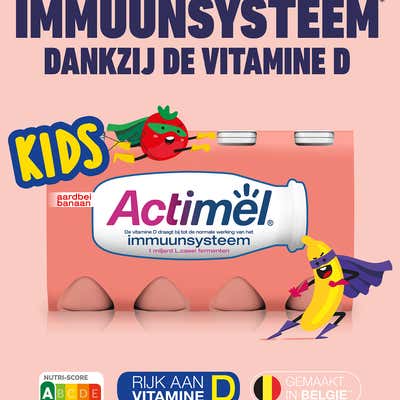 IMMUUNSYSTEEM*
DANKZIJ DE VITAMINE D
KIDS
aardbei
banaan
Actimel®
De vitamine D draagt bij tot de normale werking van het
immuunsysteem
1 miljard L.casei fermenten
NUTRI-SCORE
A B C D E
RIJK AAN
VITAMINE D
GEMAAKT
IN BELGIË